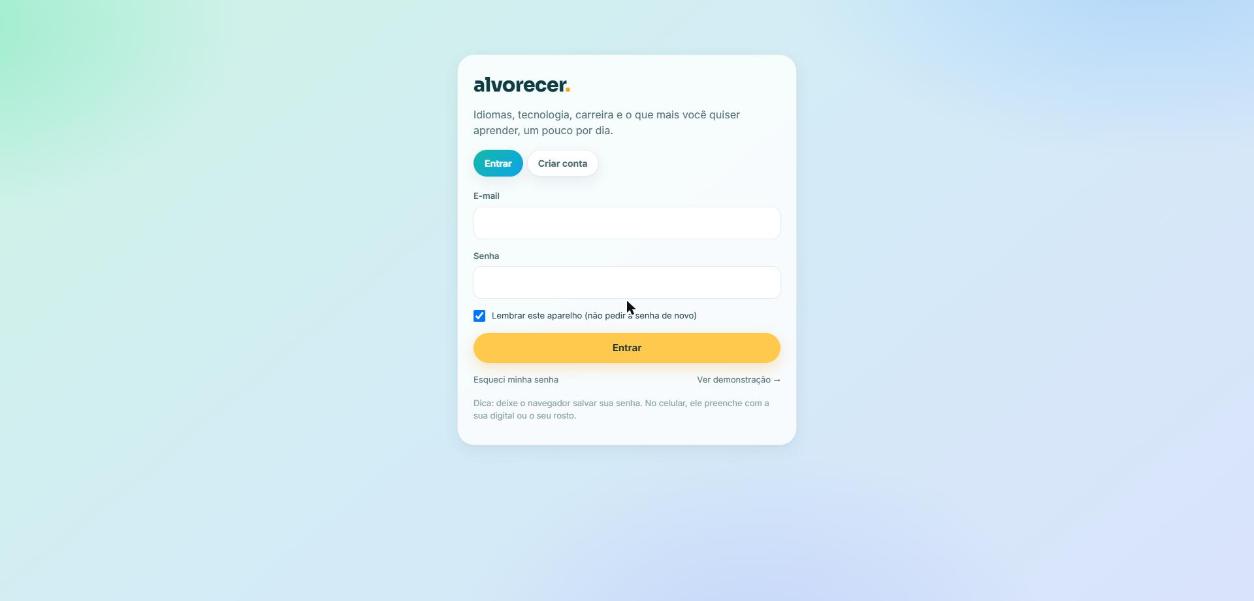 alvorecer.
Idiomas, tecnologia, carreira e o que mais você quiser
aprender, um pouco por dia.
Entrar
Criar conta
E-mail
Senha
Lembrar este aparelho (não pedir a senha de novo)
Entrar
Esqueci minha senha
Ver demonstração →
Dica: deixe o navegador salvar sua senha. No celular, ele preenche com a
sua digital ou o seu rosto.